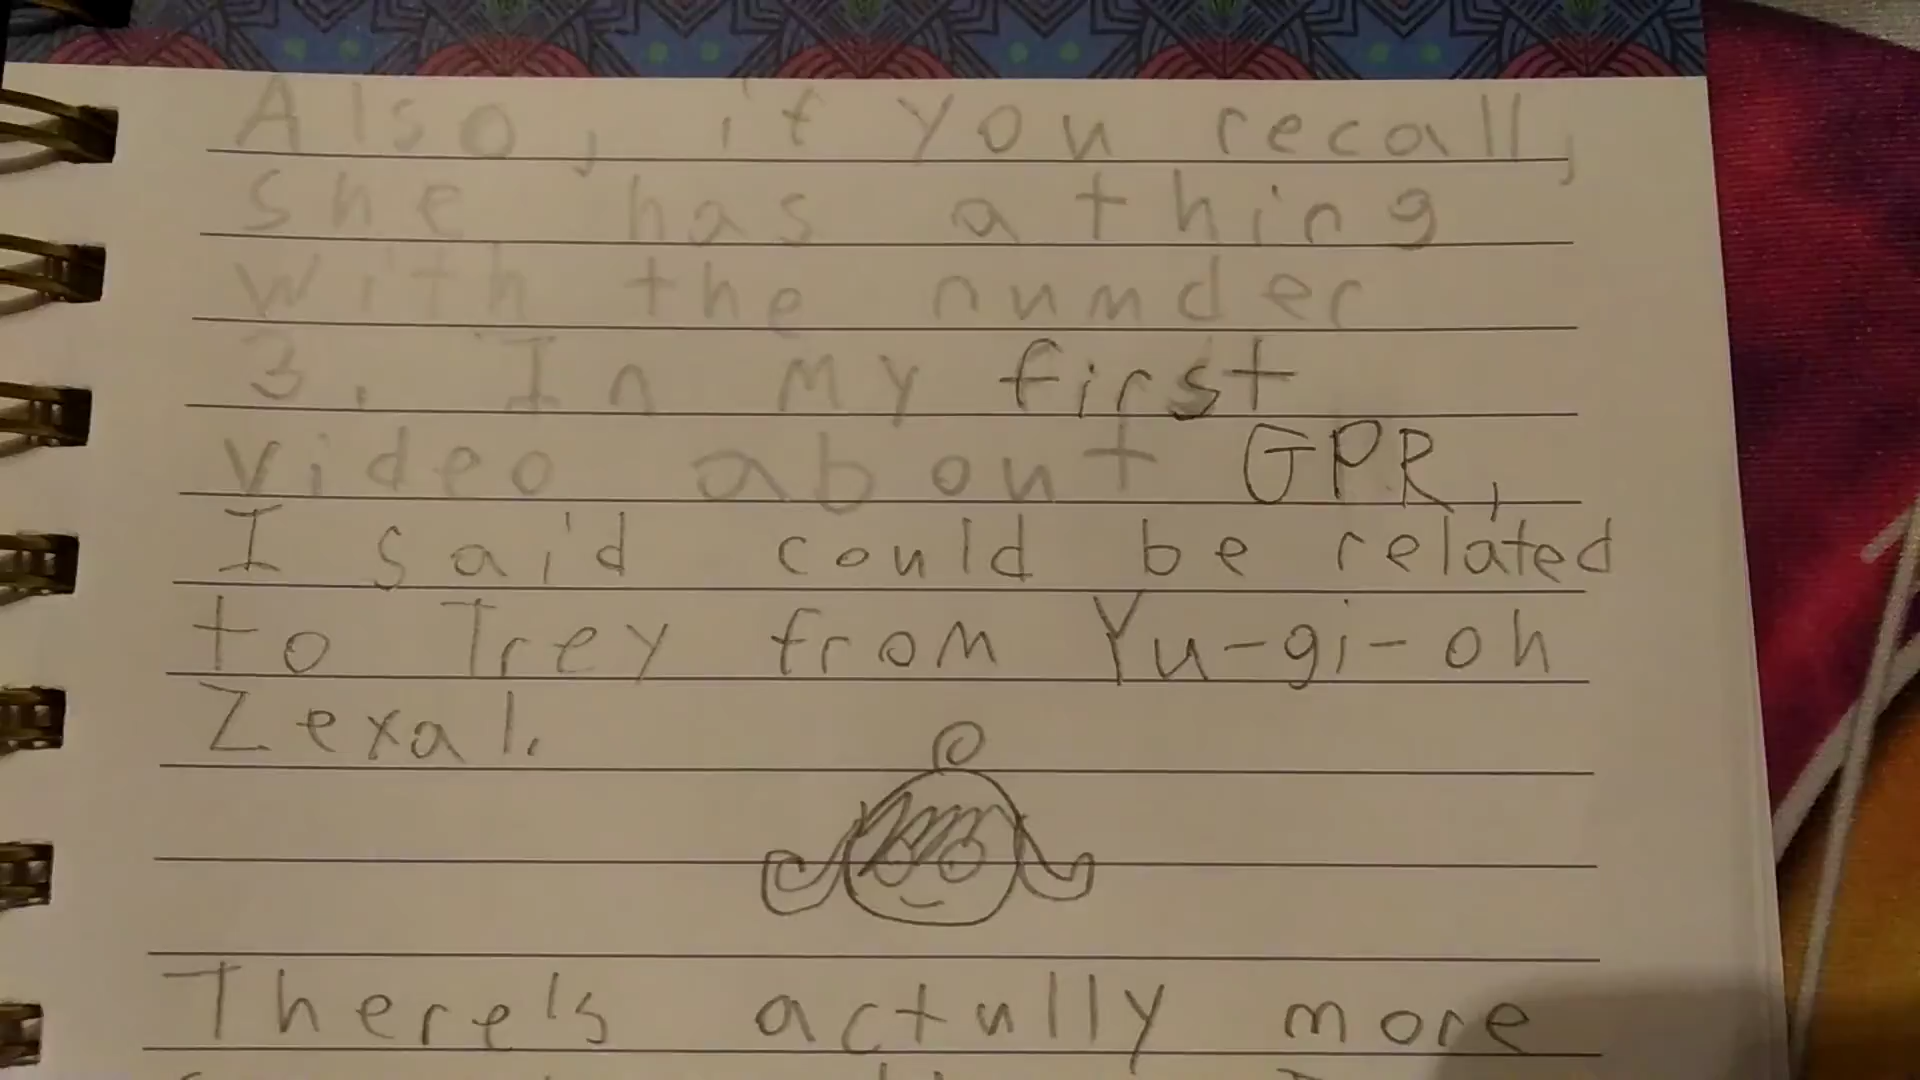 Also, if you recall,
she has a thing
with the numder
3. In my first
video about GPR,
I said could be related
to Trey from Yu-gi-oh
Zexal.
There's actully more